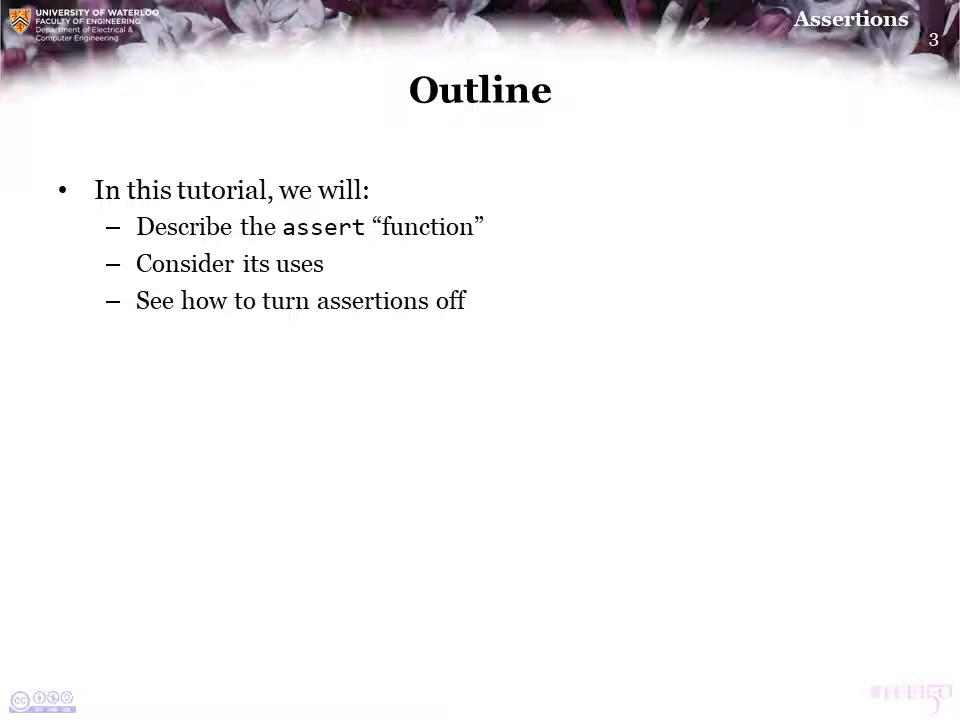 UNIVERSITY OF WATERLOO
FACULTY OF ENGINEERING
Department of Electrical &
Computer Engineering
Assertions
3
Outline
• In this tutorial, we will:
– Describe the assert “function”
– Consider its uses
– See how to turn assertions off